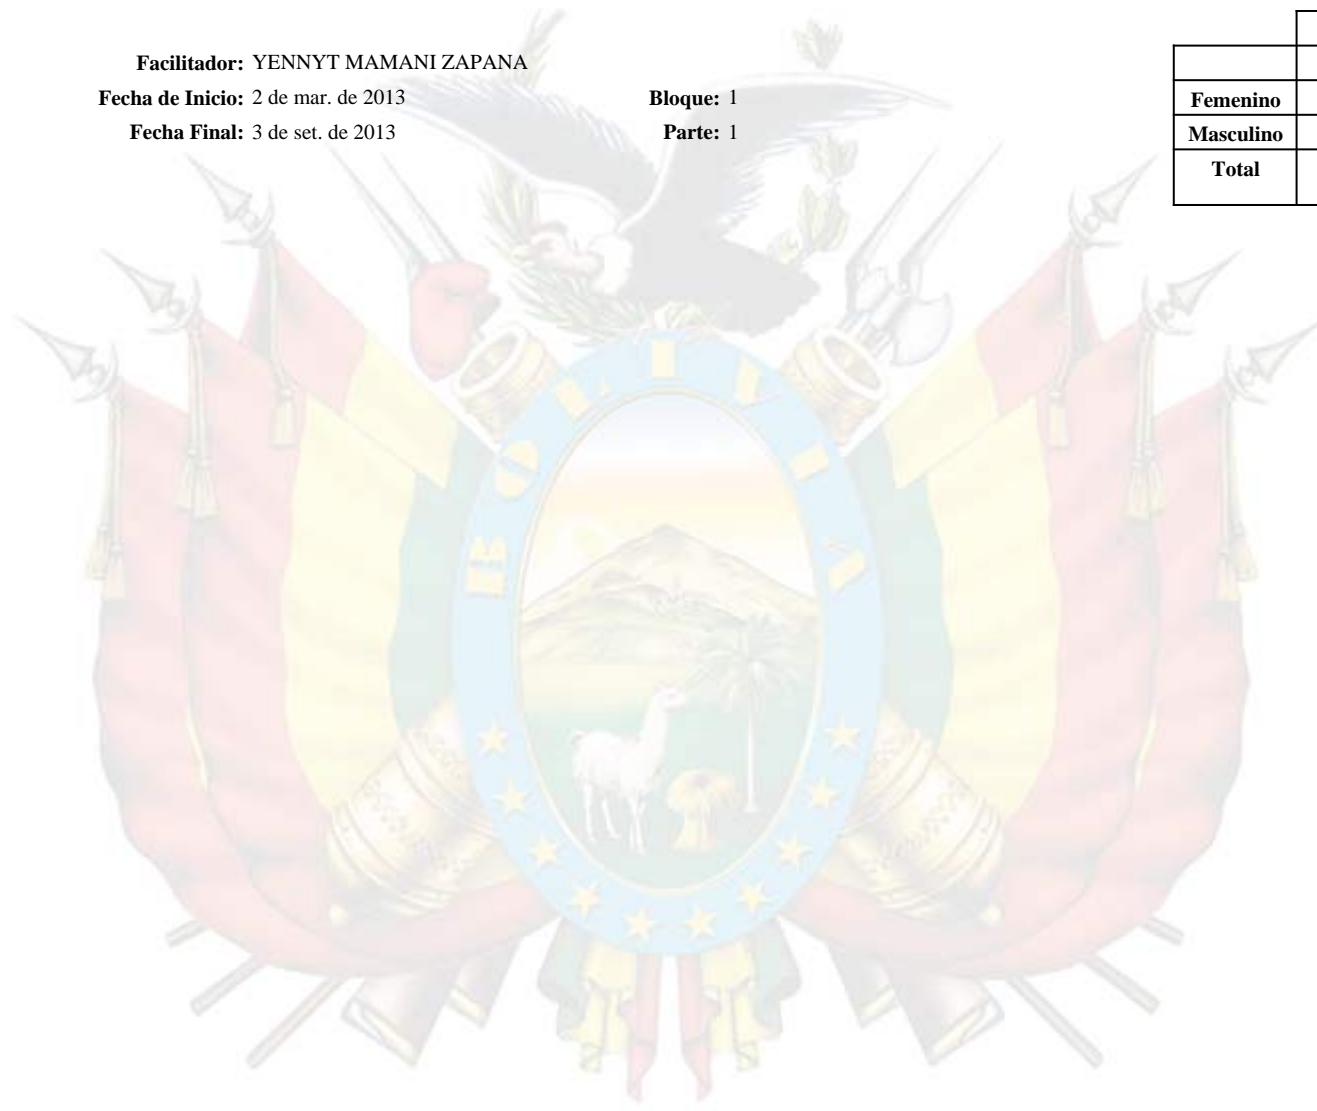 Facilitador: YENNYT MAMANI ZAPANA
Fecha de Inicio: 2 de mar. de 2013 Bloque: 1
Fecha Final: 3 de set. de 2013 Parte: 1
Femenino
Masculino
Total
BOLIVIA